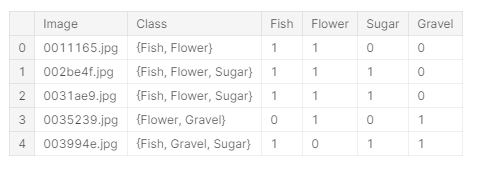 Image Class Fish Flower Sugar Gravel
0 0011165.jpg {Fish, Flower} 1 1 0 0
1 002be4f.jpg {Fish, Flower, Sugar} 1 1 1 0
2 0031ae9.jpg {Fish, Flower, Sugar} 1 1 1 0
3 0035239.jpg {Flower, Gravel} 0 1 0 1
4 003994e.jpg {Fish, Gravel, Sugar} 1 0 1 1